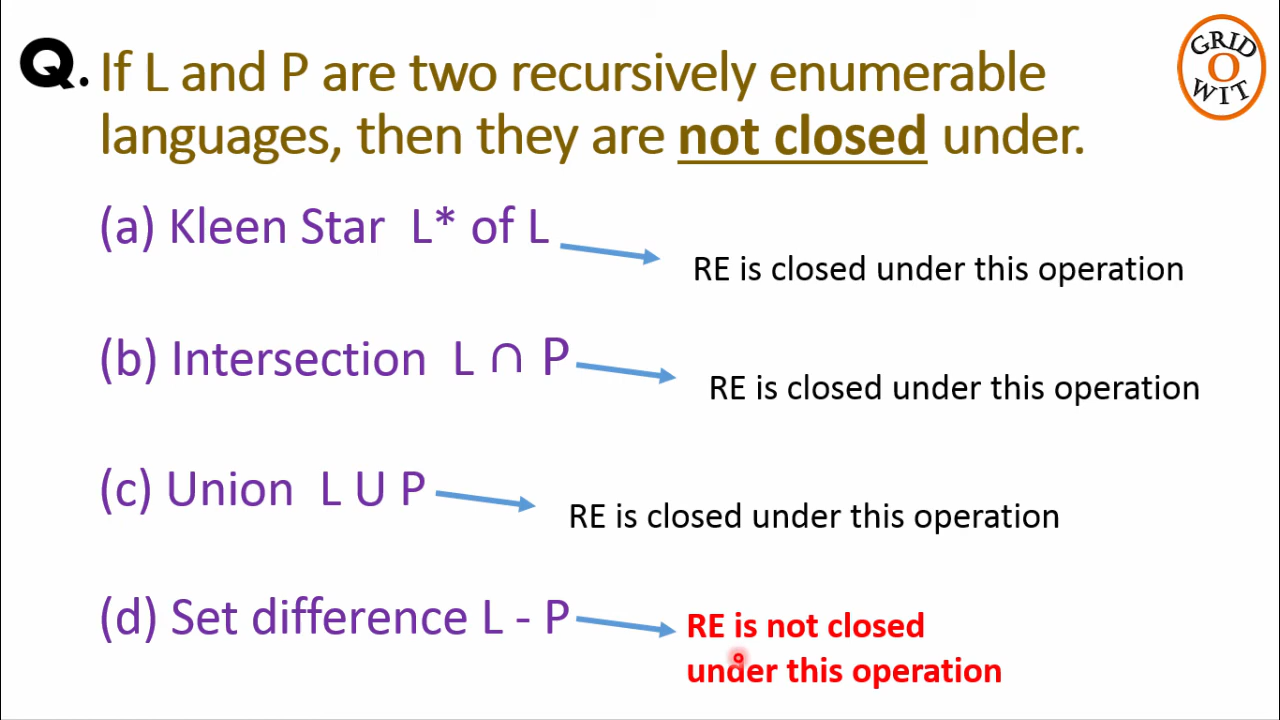 Q. If L and P are two recursively enumerable
languages, then they are not closed under.
GRID
O
WIT
(a) Kleen Star L* of L
RE is closed under this operation
(b) Intersection L ∩ P
RE is closed under this operation
(c) Union L U P
RE is closed under this operation
(d) Set difference L - P
RE is not closed
under this operation